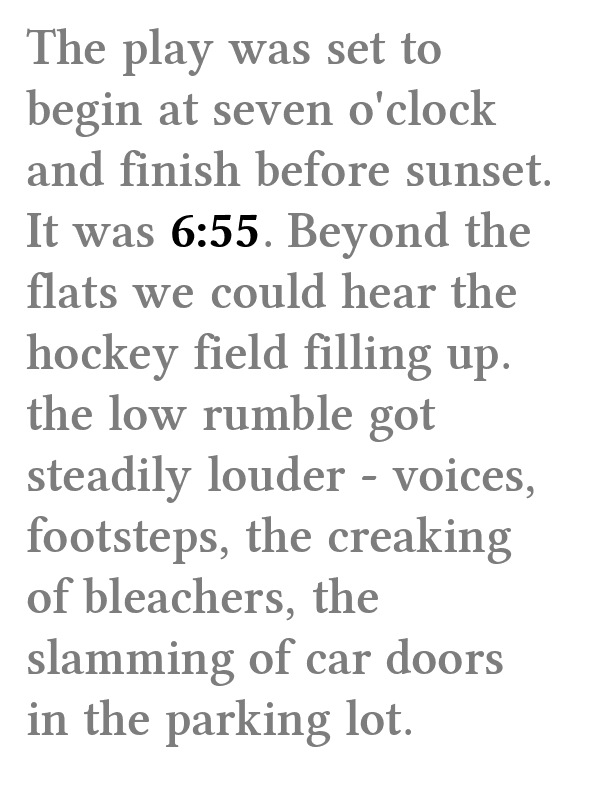 The play was set to
begin at seven o'clock
and finish before sunset.
It was 6:55. Beyond the
flats we could hear the
hockey field filling up.
the low rumble got
steadily louder - voices,
footsteps, the creaking
of bleachers, the
slamming of car doors
in the parking lot.